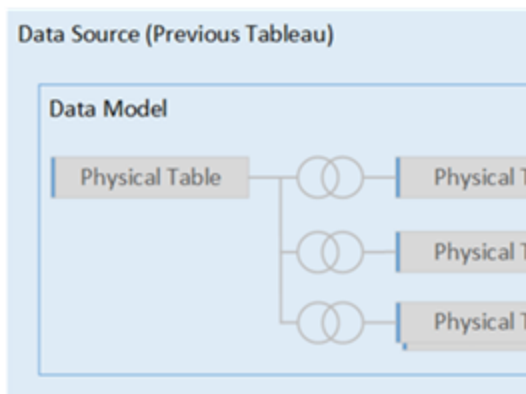 Data Source (Previous Tableau)
Data Model
Physical Table
Physical T
Physical T
Physical T